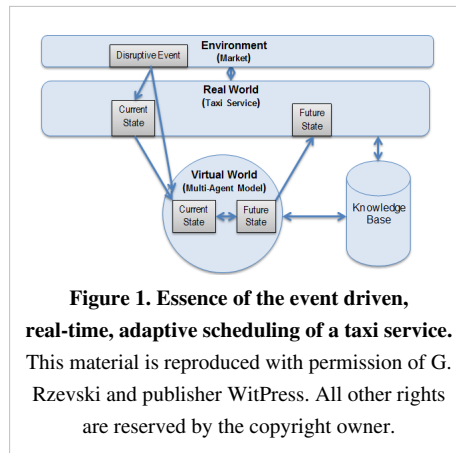 Environment
(Market)
Disruptive Event
Real World
(Taxi Service)
Current
State
Future
State
Virtual World
(Multi-Agent Model)
Current
State
Future
State
Knowledge
Base
Figure 1. Essence of the event driven,
real-time, adaptive scheduling of a taxi service.
This material is reproduced with permission of G.
Rzevski and publisher WitPress. All other rights
are reserved by the copyright owner.